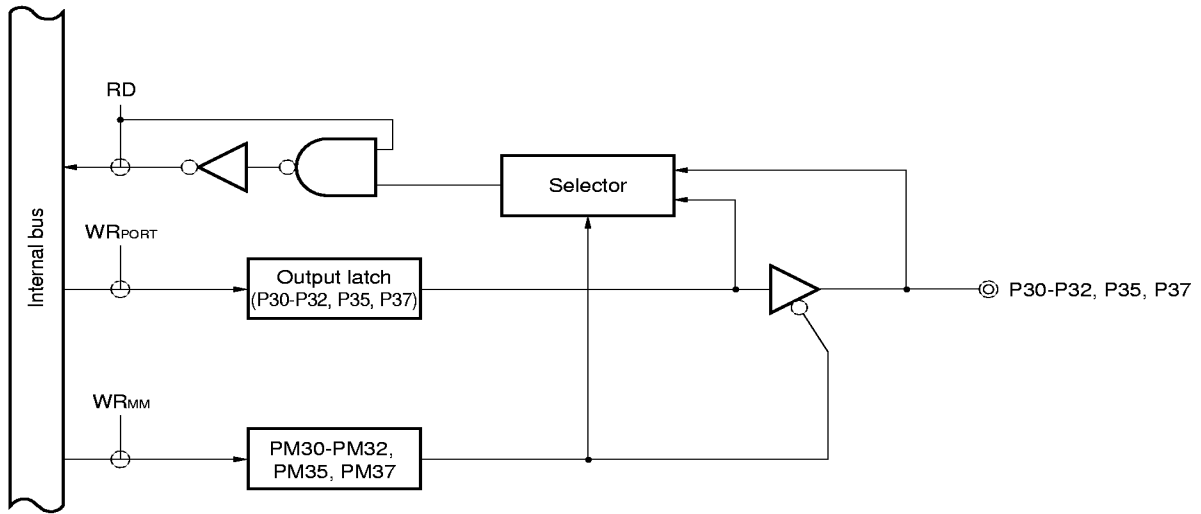 RD
Selector
WRPORT
Internal bus
Output latch
(P30-P32, P35, P37)
P30-P32, P35, P37
WRMM
PM30-PM32,
PM35, PM37